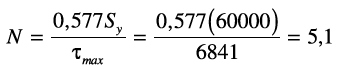 N = 0,577S_y / τ_max = 0,577(60000) / 6841 = 5,1